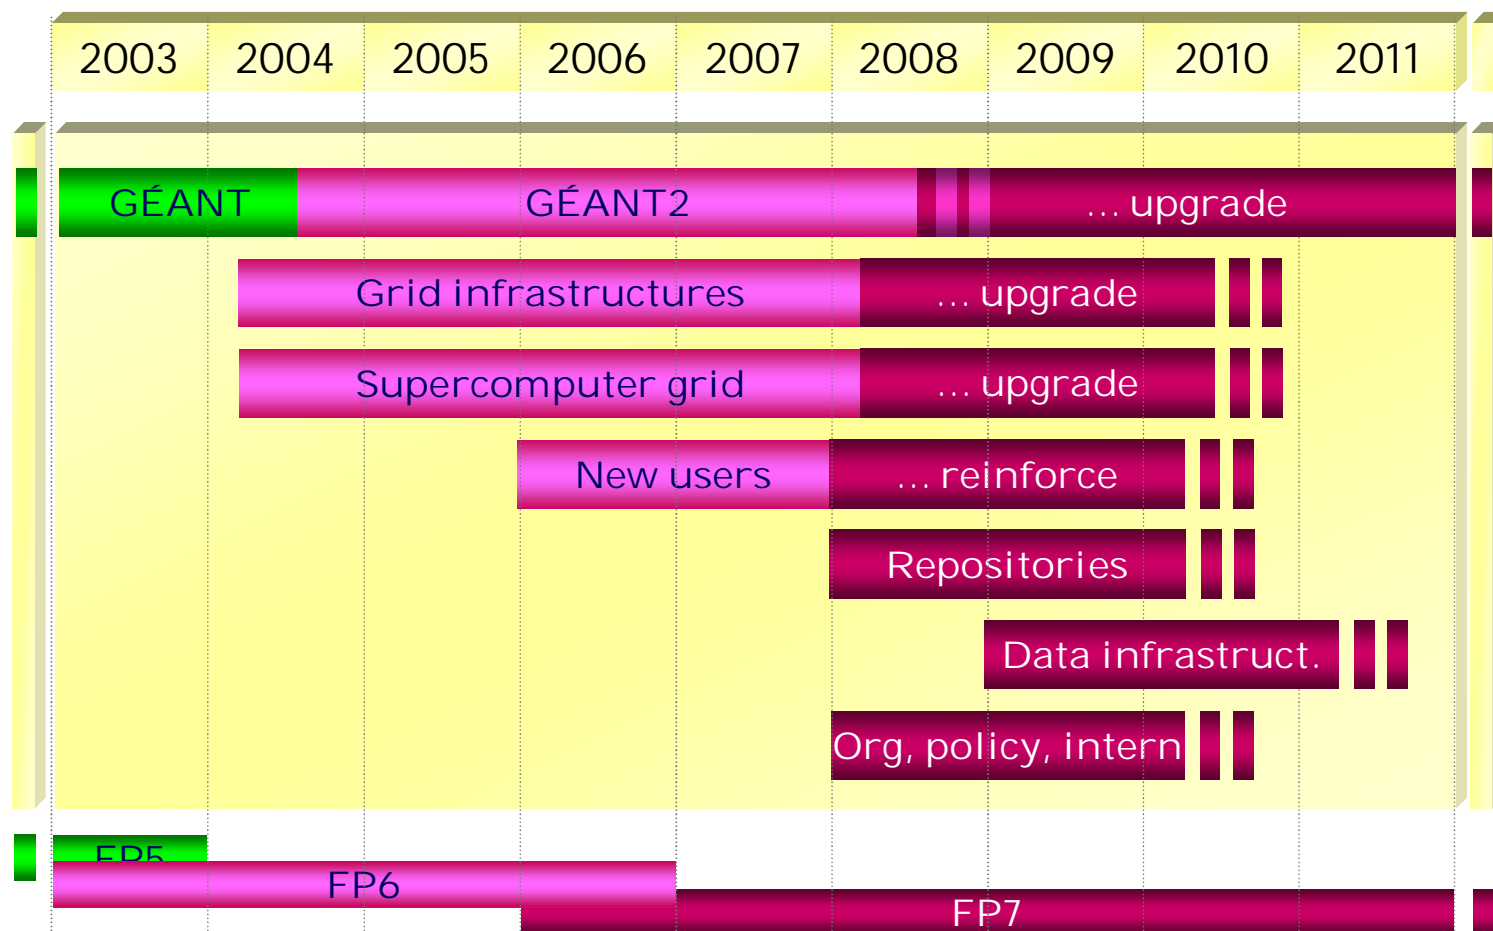 2003 2004 2005 2006 2007 2008 2009 2010 2011
GÉANT GÉANT2 ... upgrade
Grid infrastructures ... upgrade
Supercomputer grid ... upgrade
New users ... reinforce
Repositories
Data infrastruct.
Org, policy, intern
FP5
FP6
FP7